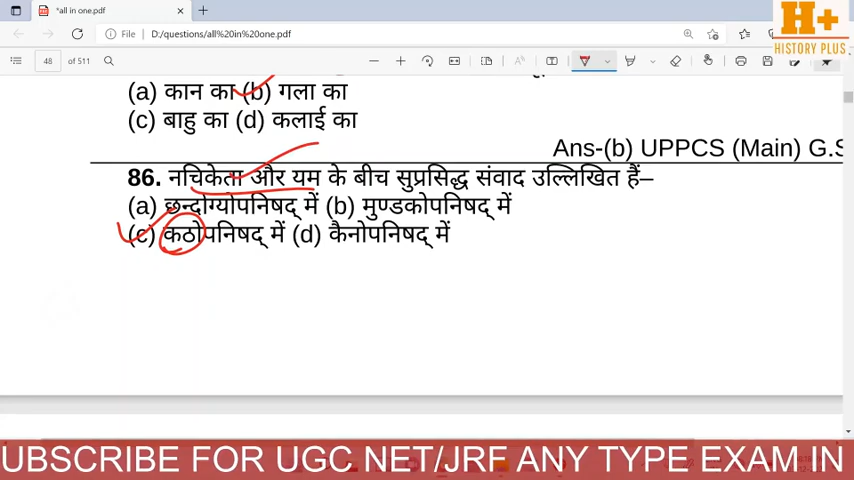 *all in one.pdf
File
D:/questions/all%20in%20one.pdf
H+
HISTORY PLUS
48 of 511
(a) कान का (b) गला का
(c) बाहु का (d) कलाई का
Ans-(b) UPPCS (Main) G.S
86. नचिकेता और यम के बीच सुप्रसिद्ध संवाद उल्लिखित हैं–
(a) छन्दोग्योपनिषद् में (b) मुण्डकोपनिषद् में
(c) कठोपनिषद् में (d) कैनोपनिषद् में
UBSCRIBE FOR UGC NET/JRF ANY TYPE EXAM IN